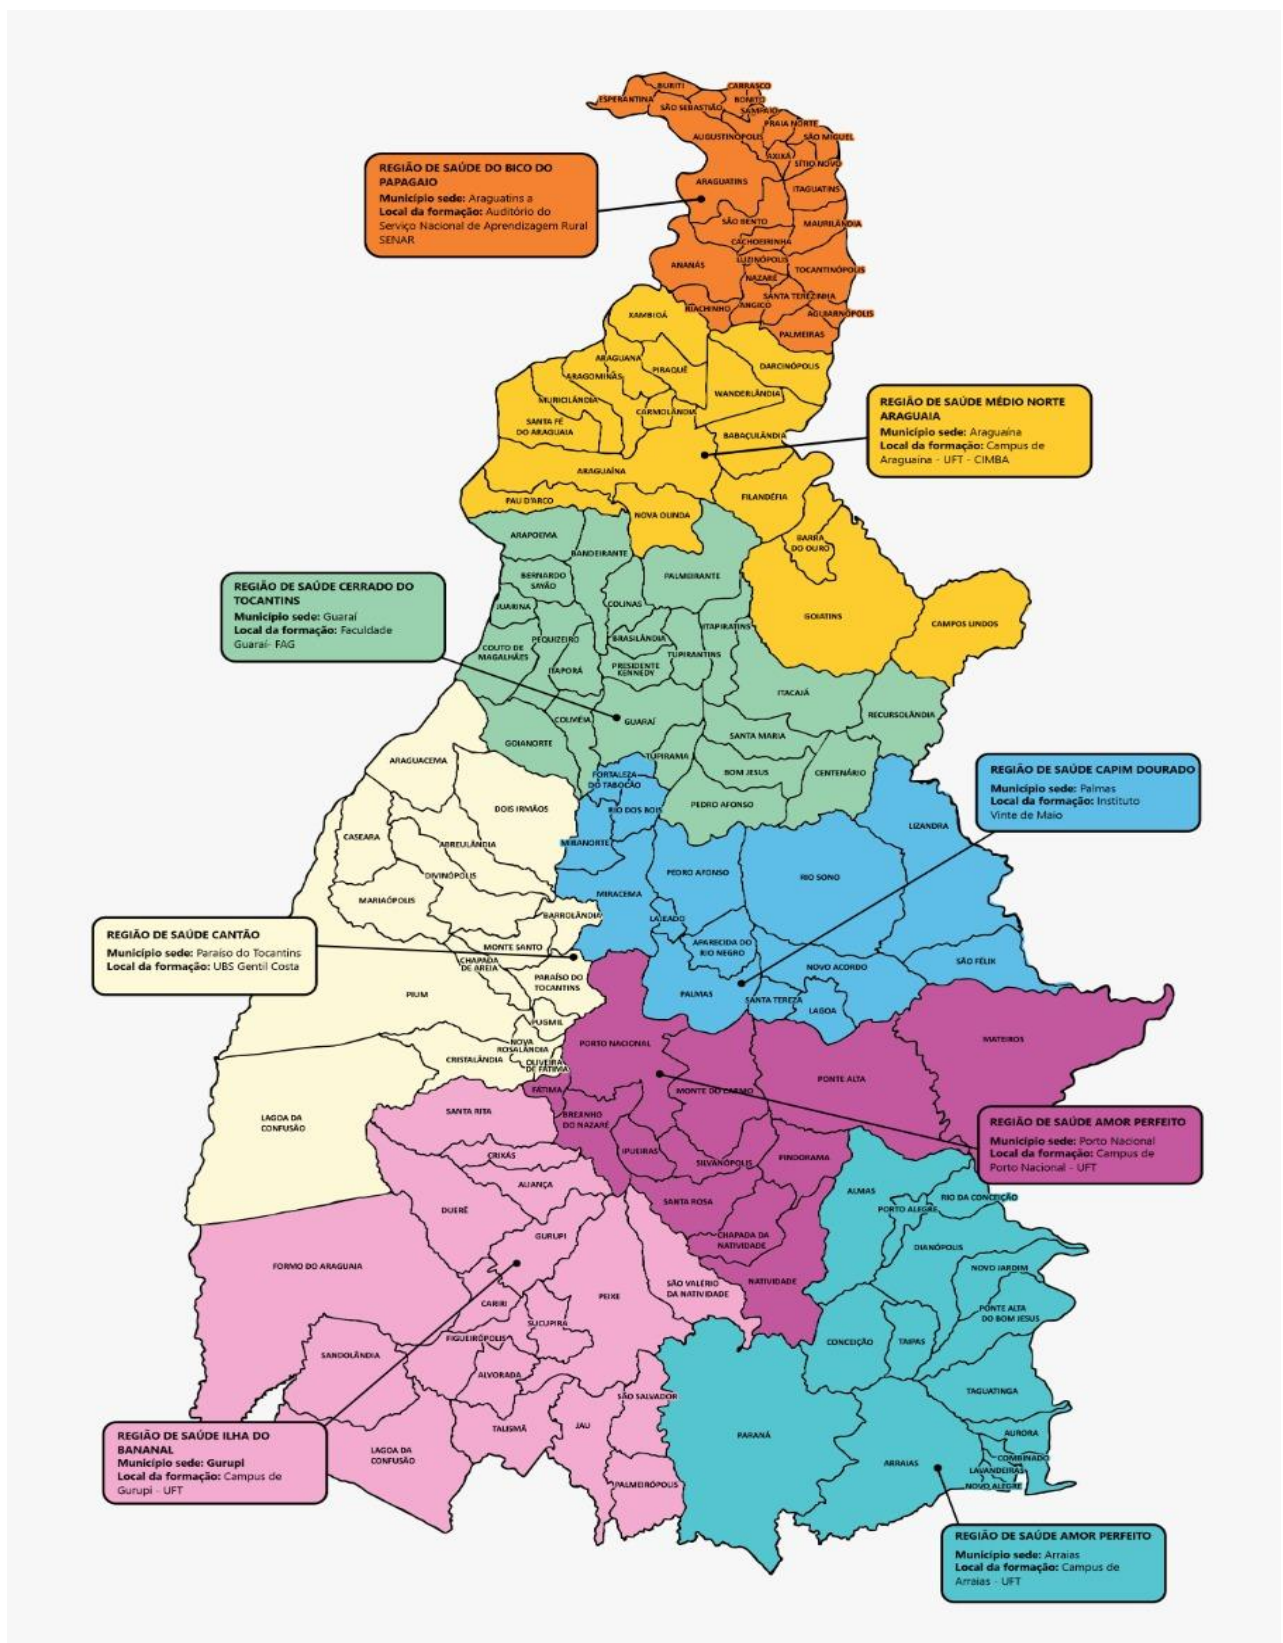 BURITI
CARRASCO
BONITO
ESPERANTINA
SÃO SEBASTIÃO
SAMPAIO
PRAIA NORTE
AUGUSTINÓPOLIS
SÃO MIGUEL
AXIXÁ
SÍTIO NOVO
REGIÃO DE SAÚDE DO BICO DO
PAPAGAIO
Município sede: Araguatins a
Local da formação: Auditório do
Serviço Nacional de Aprendizagem Rural
SENAR
ARAGUATINS
ITAGUATINS
SÃO BENTO
MAURILÂNDIA
CACHOEIRINHA
LUZINÓPOLIS
ANANÁS
TOCANTINÓPOLIS
NAZARÉ
SANTA TEREZINHA
RIACHINHO
ANGICO
AGUIARNÓPOLIS
PALMEIRAS
XAMBIOÁ
ARAGUANA
PIRAQUÊ
DARCINÓPOLIS
ARAGOMINÃS
WANDERLÂNDIA
MURICILÂNDIA
CARMOLÂNDIA
SANTA FÉ
DO ARAGUAIA
BABAÇULÂNDIA
REGIÃO DE SAÚDE MÉDIO NORTE
ARAGUAIA
Município sede: Araguaína
Local da formação: Campus de
Araguaína - UFT - CIMBA
ARAGUAÍNA
PAU D'ARCO
FILANDÉFIA
NOVA OLINDA
BARRA
DO OURO
ARAPOEMA
BANDEIRANTE
BERNARDO
SAYÃO
PALMEIRANTE
JUARINA
COLINAS
GOIATINS
CAMPOS LINDOS
REGIÃO DE SAÚDE CERRADO DO
TOCANTINS
Município sede: Guaraí
Local da formação: Faculdade
Guaraí- FAG
PEQUIZEIRO
BRASILÂNDIA
ITAPIRATINS
COUTO DE
MAGALHÃES
TUPIRANTINS
ITAPORÁ
PRESIDENTE
KENNEDY
ITACAJÁ
COLMÉIA
GUARAÍ
RECURSOLÂNDIA
GOIANORTE
SANTA MARIA
TUPIRAMA
BOM JESUS
CENTENÁRIO
PEDRO AFONSO
ARAGUACEMA
FORTALEZA
DO TABOCÃO
DOIS IRMÃOS
RIO DOS BOIS
REGIÃO DE SAÚDE CAPIM DOURADO
Município sede: Palmas
Local da formação: Instituto
Vinte de Maio
CASEARA
ABREULÂNDIA
MIRANORTE
LIZANDRA
DIVINÓPOLIS
PEDRO AFONSO
RIO SONO
MARIAÓPOLIS
MIRACEMA
BARROLÂNDIA
LAJEADO
REGIÃO DE SAÚDE CANTÃO
Município sede: Paraíso do Tocantins
Local da formação: UBS Gentil Costa
MONTE SANTO
CHAPADA
DE AREIA
APARECIDA DO
RIO NEGRO
NOVO ACORDO
SÃO FÉLIX
PARAÍSO DO
TOCANTINS
PIUM
PALMAS
SANTA TEREZA
LAGOA
PUGMIL
NOVA
ROSALÂNDIA
CRISTALÂNDIA
OLIVEIRA
DE FÁTIMA
PORTO NACIONAL
MATEIROS
PONTE ALTA
FÁTIMA
MONTE DO CARMO
LAGOA DA
CONFUSÃO
SANTA RITA
BREJINHO
DO NAZARÉ
REGIÃO DE SAÚDE AMOR PERFEITO
Município sede: Porto Nacional
Local da formação: Campus de
Porto Nacional - UFT
CRIXÁS
IPUEIRAS
SILVANÓPOLIS
PINDORAMA
ALIANÇA
ALMAS
RIO DA CONCEIÇÃO
DUERÊ
SANTA ROSA
PORTO ALEGRE
GURUPI
CHAPADA DA
NATIVIDADE
DIANÓPOLIS
FORMO DO ARAGUAIA
NOVO JARDIM
SÃO VALÉRIO
DA NATIVIDADE
NATIVIDADE
PEIXE
CARIRI
PONTE ALTA
DO BOM JESUS
SUCUPIRA
FIGUEIRÓPOLIS
CONCEIÇÃO
TAIPAS
SANDOLÂNDIA
ALVORADA
TAGUATINGA
SÃO SALVADOR
REGIÃO DE SAÚDE ILHA DO
BANANAL
Município sede: Gurupi
Local da formação: Campus de
Gurupi - UFT
TALISMÃ
JAU
PARANÁ
AURORA
LAGOA DA
CONFUSÃO
COMBINADO
ARRAIAS
LAVANDEIRAS
PALMEIRÓPOLIS
NOVO ALEGRE
REGIÃO DE SAÚDE AMOR PERFEITO
Município sede: Arraias
Local da formação: Campus de
Arraias - UFT